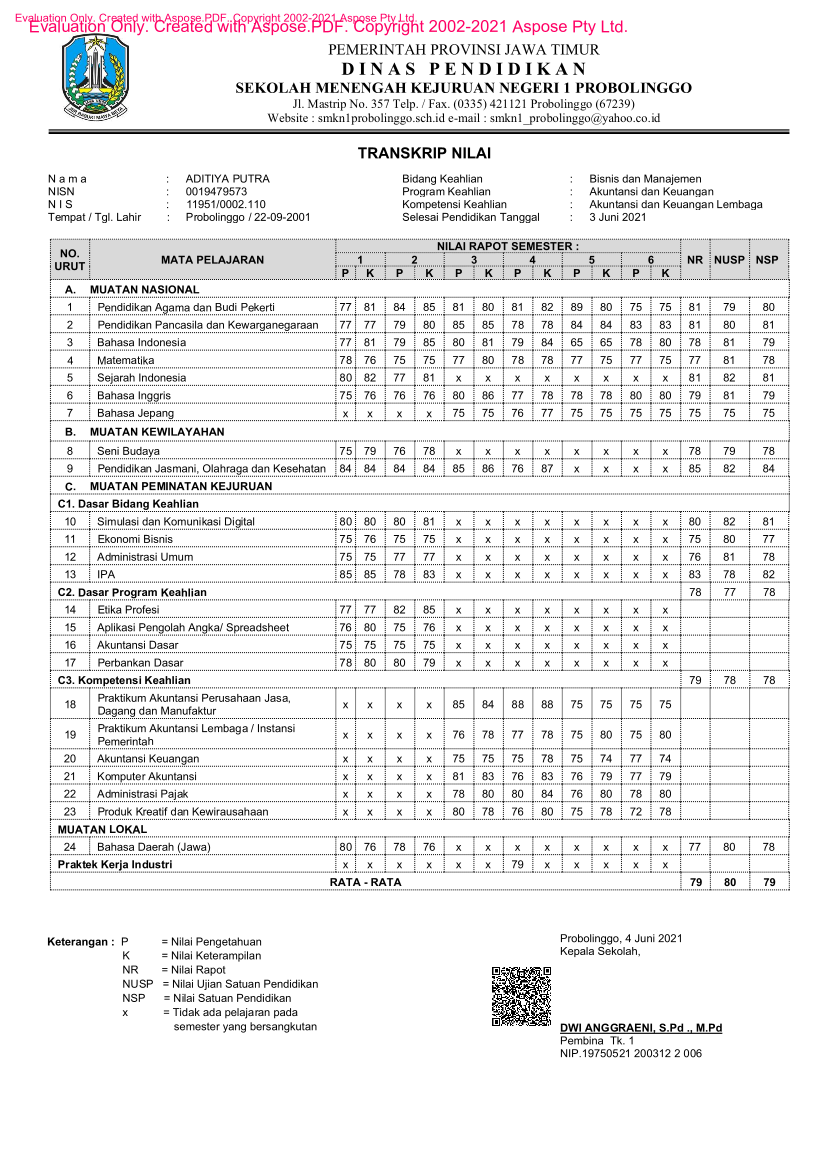 Evaluation Only. Created with Aspose.PDF. Copyright 2002-2021 Aspose Pty Ltd.
Evaluation Only. Created with Aspose.PDF. Copyright 2002-2021 Aspose Pty Ltd.
PEMERINTAH PROVINSI JAWA TIMUR
DINAS PENDIDIKAN
SEKOLAH MENENGAH KEJURUAN NEGERI 1 PROBOLINGGO
Jl. Mastrip No. 357 Telp. / Fax. (0335) 421121 Probolinggo (67239)
Website : smkn1probolinggo.sch.id e-mail : smkn1_probolinggo@yahoo.co.id
TRANSKRIP NILAI
N a m a : ADITIYA PUTRA Bidang Keahlian : Bisnis dan Manajemen
NISN : 0019479573 Program Keahlian : Akuntansi dan Keuangan
N I S : 11951/0002.110 Kompetensi Keahlian : Akuntansi dan Keuangan Lembaga
Tempat / Tgl. Lahir : Probolinggo / 22-09-2001 Selesai Pendidikan Tanggal : 3 Juni 2021
NO. URUT MATA PELAJARAN NILAI RAPOT SEMESTER : NR NUSP NSP
1 2 3 4 5 6
P K P K P K P K P K P K
A. MUATAN NASIONAL
1 Pendidikan Agama dan Budi Pekerti 77 81 84 85 81 80 81 82 89 80 75 75 81 79 80
2 Pendidikan Pancasila dan Kewarganegaraan 77 77 79 80 85 85 78 78 84 84 83 83 81 80 81
3 Bahasa Indonesia 77 81 79 85 80 81 79 84 65 65 78 80 78 81 79
4 Matematika 78 76 75 75 77 80 78 78 77 75 77 75 77 81 78
5 Sejarah Indonesia 80 82 77 81 x x x x x x x x 81 82 81
6 Bahasa Inggris 75 76 76 76 80 86 77 78 78 78 80 80 79 81 79
7 Bahasa Jepang x x x x 75 75 76 77 75 75 75 75 75 75 75
B. MUATAN KEWILAYAHAN
8 Seni Budaya 75 79 76 78 x x x x x x x x 78 79 78
9 Pendidikan Jasmani, Olahraga dan Kesehatan 84 84 84 84 85 86 76 87 x x x x 85 82 84
C. MUATAN PEMINATAN KEJURUAN
C1. Dasar Bidang Keahlian
10 Simulasi dan Komunikasi Digital 80 80 80 81 x x x x x x x x 80 82 81
11 Ekonomi Bisnis 75 76 75 75 x x x x x x x x 75 80 77
12 Administrasi Umum 75 75 77 77 x x x x x x x x 76 81 78
13 IPA 85 85 78 83 x x x x x x x x 83 78 82
C2. Dasar Program Keahlian 78 77 78
14 Etika Profesi 77 77 82 85 x x x x x x x x
15 Aplikasi Pengolah Angka/ Spreadsheet 76 80 75 76 x x x x x x x x
16 Akuntansi Dasar 75 75 75 75 x x x x x x x x
17 Perbankan Dasar 78 80 80 79 x x x x x x x x
C3. Kompetensi Keahlian 79 78 78
18 Praktikum Akuntansi Perusahaan Jasa, Dagang dan Manufaktur x x x x 85 84 88 88 75 75 75 75
19 Praktikum Akuntansi Lembaga / Instansi Pemerintah x x x x 76 78 77 78 75 80 75 80
20 Akuntansi Keuangan x x x x 75 75 75 78 75 74 77 74
21 Komputer Akuntansi x x x x 81 83 76 83 76 79 77 79
22 Administrasi Pajak x x x x 78 80 80 84 76 80 78 80
23 Produk Kreatif dan Kewirausahaan x x x x 80 78 76 80 75 78 72 78
MUATAN LOKAL
24 Bahasa Daerah (Jawa) 80 76 78 76 x x x x x x x x 77 80 78
Praktek Kerja Industri x x x x x x 79 x x x x x
RATA - RATA 79 80 79
Keterangan : P = Nilai Pengetahuan
K = Nilai Keterampilan
NR = Nilai Rapot
NUSP = Nilai Ujian Satuan Pendidikan
NSP = Nilai Satuan Pendidikan
x = Tidak ada pelajaran pada
semester yang bersangkutan
Probolinggo, 4 Juni 2021
Kepala Sekolah,
DWI ANGGRAENI, S.Pd ., M.Pd
Pembina Tk. 1
NIP.19750521 200312 2 006